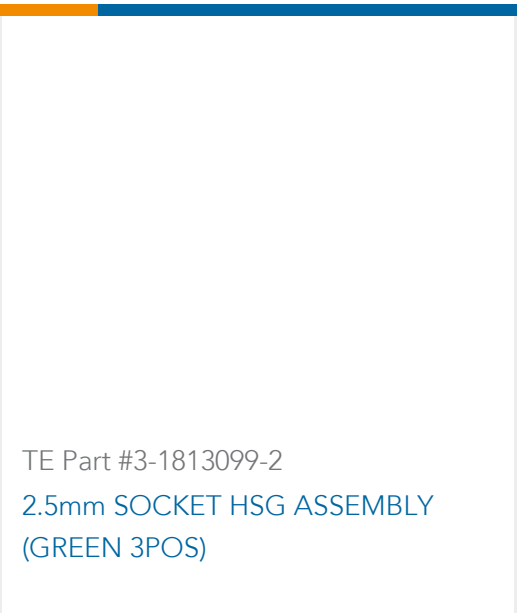 TE Part #3-1813099-2
2.5mm SOCKET HSG ASSEMBLY
(GREEN 3POS)